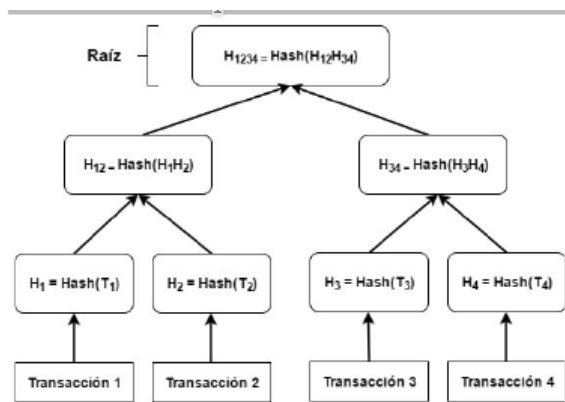 Raíz
H1234 = Hash(H12H34)
H12 = Hash(H1H2)
H34 = Hash(H3H4)
H1 = Hash(T1)
H2 = Hash(T2)
H3 = Hash(T3)
H4 = Hash(T4)
Transacción 1
Transacción 2
Transacción 3
Transacción 4